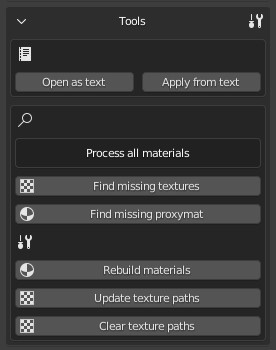 Tools
Open as text
Apply from text
Process all materials
Find missing textures
Find missing proxymat
Rebuild materials
Update texture paths
Clear texture paths